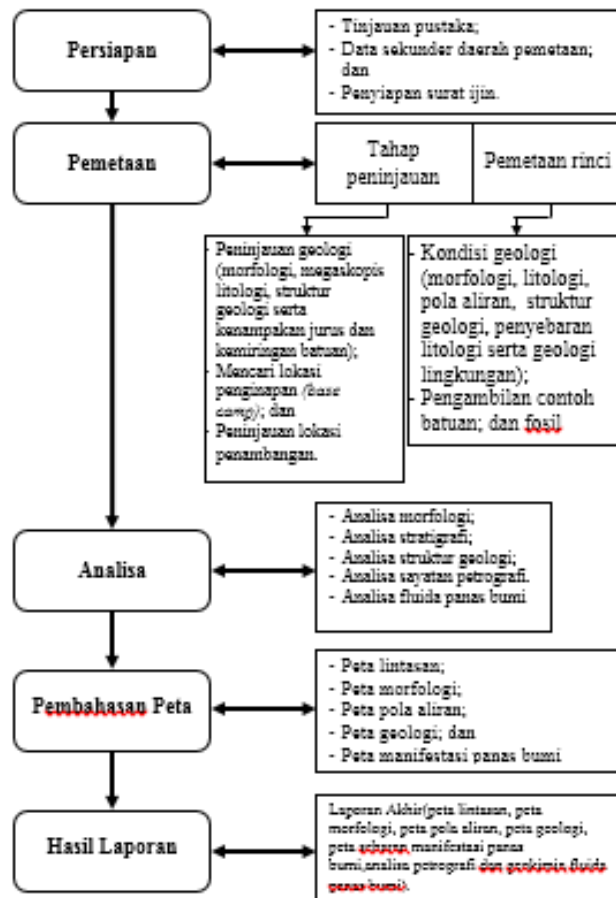 Persiapan
- Tinjauan pustaka;
- Data sekunder daerah pemetaan;
dan
- Penyiapan surat ijin.
Pemetaan
Tahap
peninjauan
Pemetaan rinci
- Peninjauan geologi
(morfologi, megaskopis
litologi, struktur
geologi serta
kenampakan jurus dan
kemiringan batuan);
- Mencari lokasi
penginapan (base
camp); dan
- Peninjauan lokasi
penambangan.
- Kondisi geologi
(morfologi, litologi,
pola aliran, struktur
geologi, penyebaran
litologi serta geologi
lingkungan);
- Pengambilan contoh
batuan; dan fosil
Analisa
- Analisa morfologi;
- Analisa stratigrafi;
- Analisa struktur geologi;
- Analisa sayatan petrografi.
- Analisa fluida panas bumi
Pembahasan Peta
- Peta lintasan;
- Peta morfologi;
- Peta pola aliran;
- Peta geologi; dan
- Peta manifestasi panas bumi
Hasil Laporan
Laporan Akhir(peta lintasan, peta
morfologi, peta pola aliran, peta geologi,
peta sebaran manifestasi panas
bumi,analisa petrografi dan geokimia fluida
panas bumi).